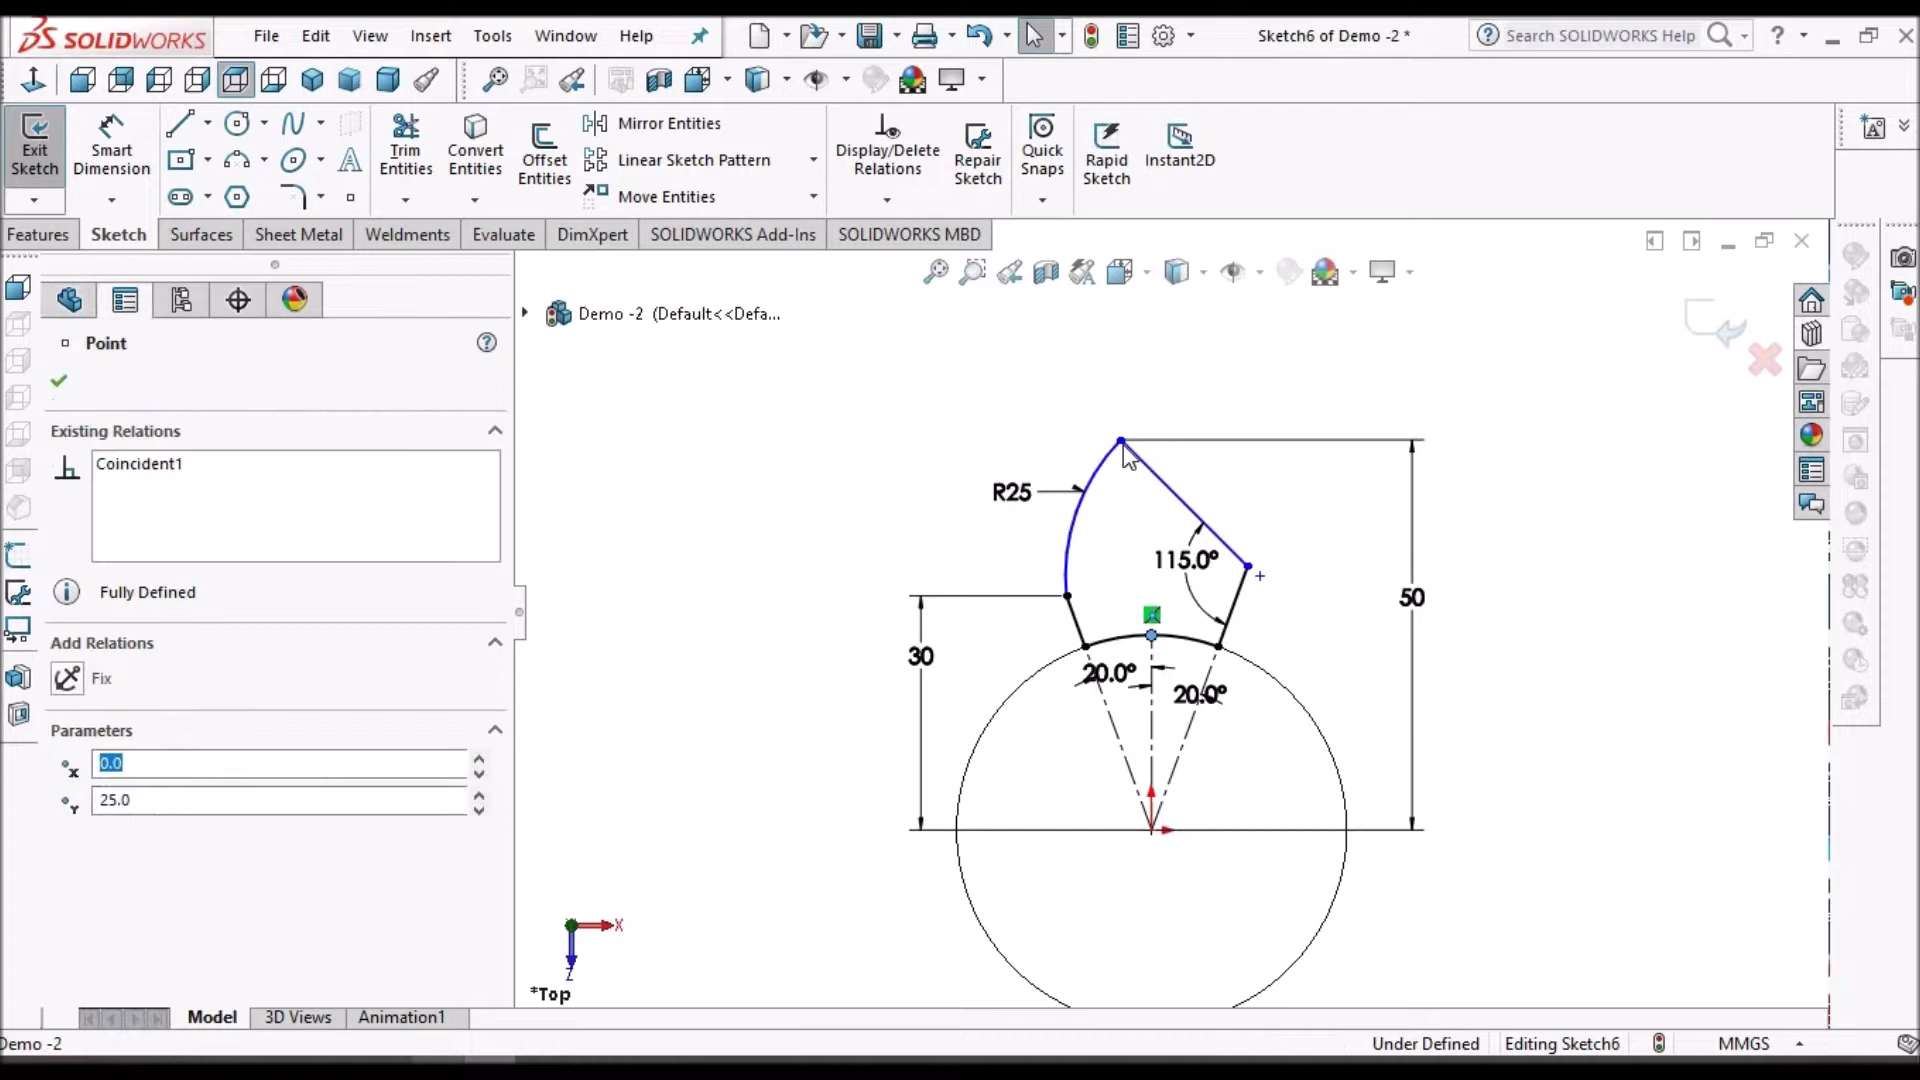 SOLIDWORKS
File Edit View Insert Tools Window Help
Sketch6 of Demo -2 *
Search SOLIDWORKS Help
Exit Sketch
Smart Dimension
Trim Entities
Convert Entities
Offset Entities
Mirror Entities
Linear Sketch Pattern
Move Entities
Display/Delete Relations
Repair Sketch
Quick Snaps
Rapid Sketch
Instant2D
Features Sketch Surfaces Sheet Metal Weldments Evaluate DimXpert SOLIDWORKS Add-Ins SOLIDWORKS MBD
Demo -2 (Default<<Defa...
Point
Existing Relations
Coincident1
Fully Defined
Add Relations
Fix
Parameters
X 0.0
Y 25.0
R25
115.0°
50
30
20.0°
20.0°
X
Z
*Top
Model 3D Views Animation1
Demo -2
Under Defined Editing Sketch6 MMGS